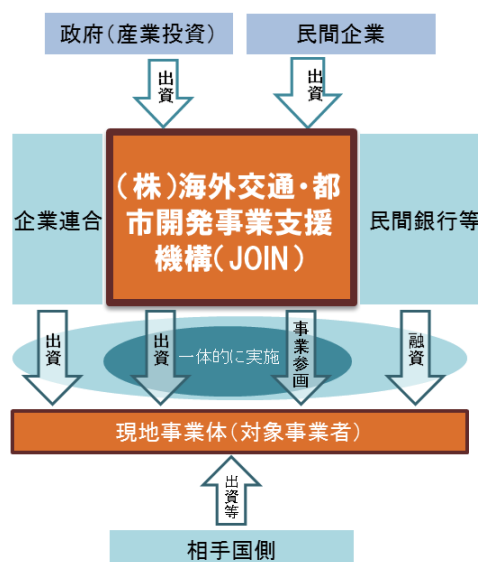 政府(産業投資)
民間企業
出資
出資
企業連合
(株)海外交通・都
市開発事業支援
機構(JOIN)
民間銀行等
出資
出資
事業参画
融資
一体的に実施
現地事業体(対象事業者)
出資等
相手国側